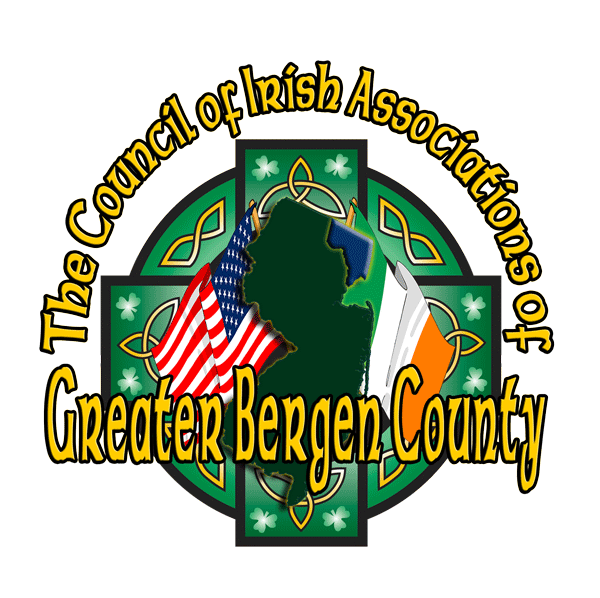 The Council of Irish Associations of
Greater Bergen County